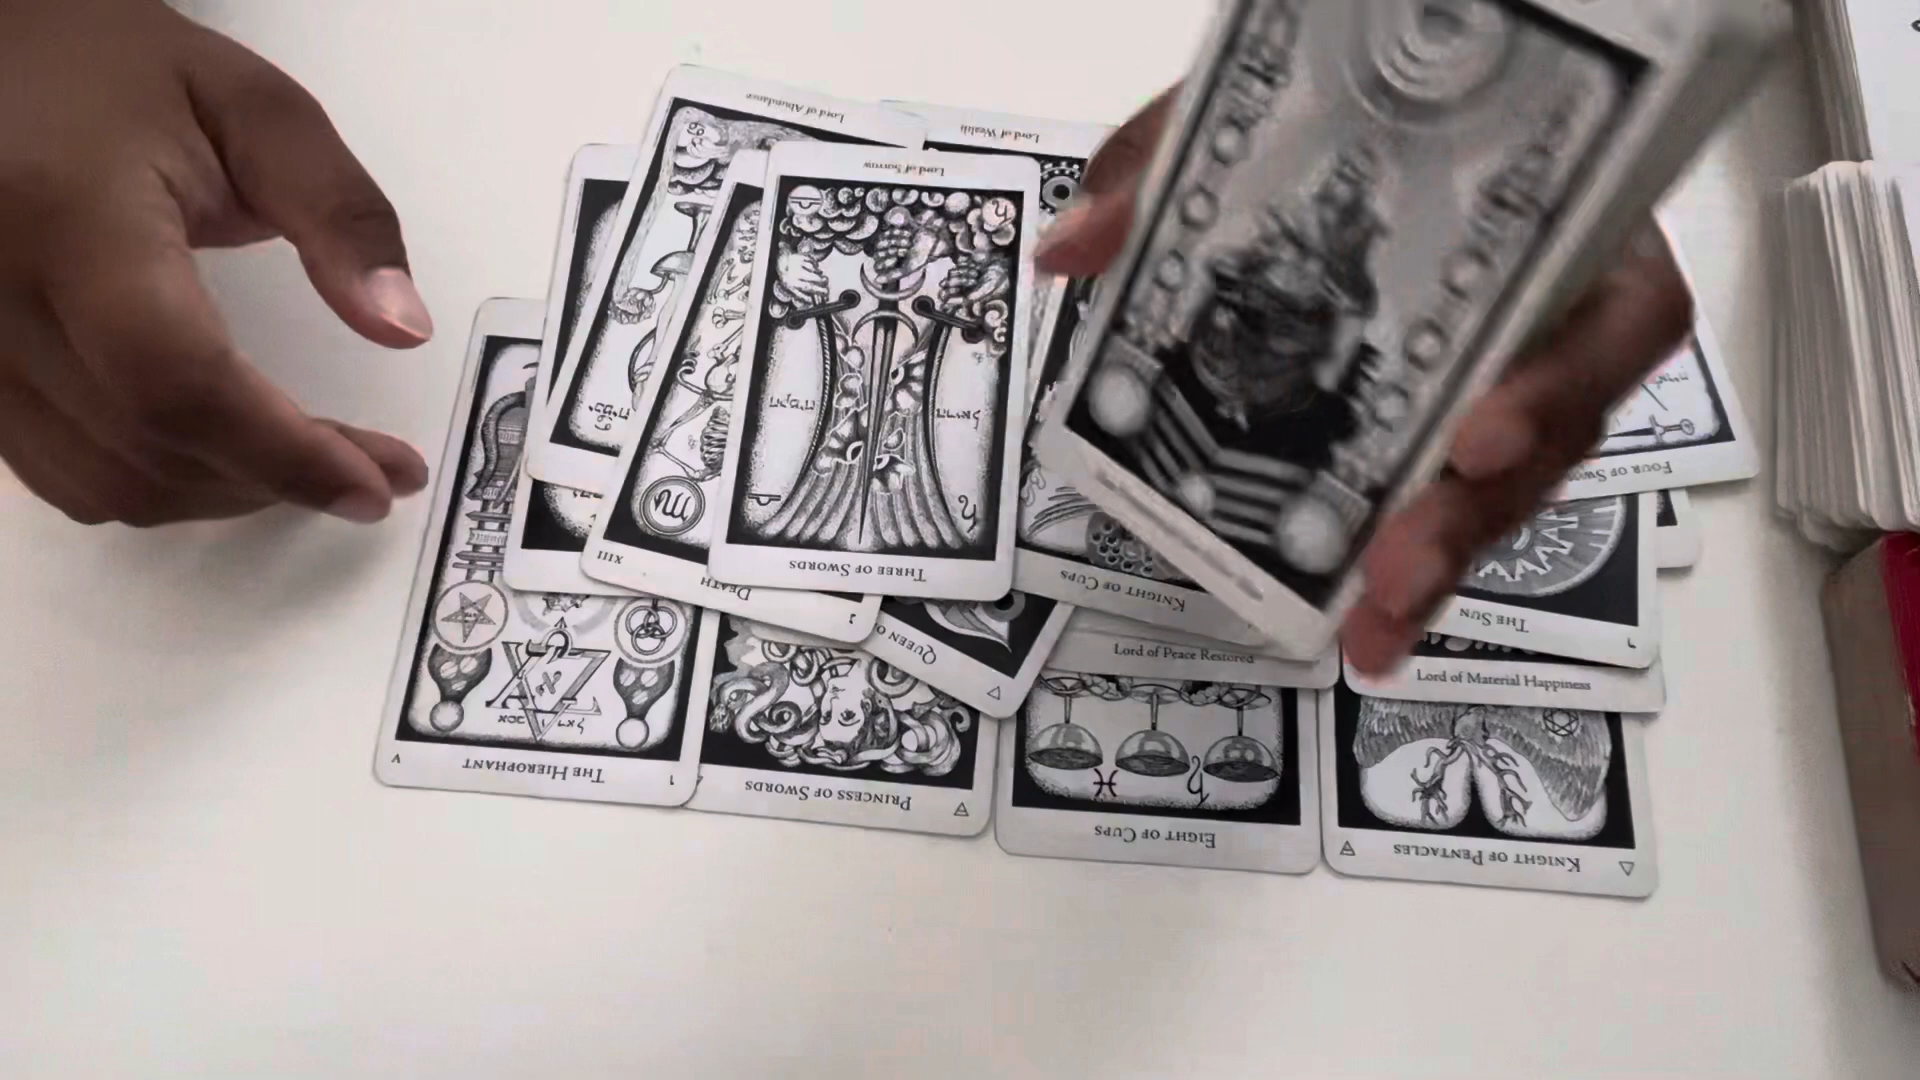 Lord of Abundance
Lord of Wealth
Lord of Sorrow
FOUR OF
THREE OF SWORDS
XIII
DEATH
KNIGHT OF CUPS
THE SUN
QUEEN
Lord of Peace Restored
Lord of Material Happiness
V
THE HIEROPHANT
PRINCESS OF SWORDS
EIGHT OF CUPS
KNIGHT OF PENTACLES